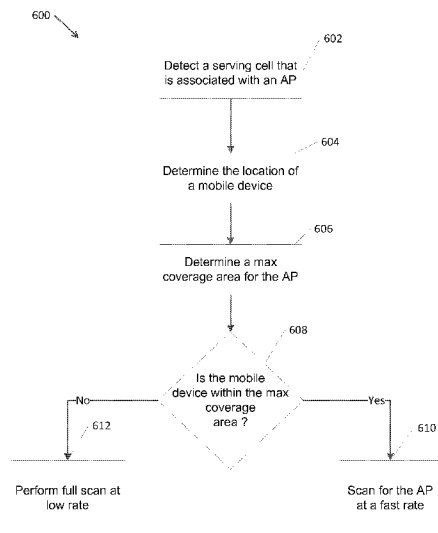 600
602
Detect a serving cell that
is associated with an AP
604
Determine the location of
a mobile device
606
Determine a max
coverage area for the AP
608
Is the mobile
device within the max
coverage
area ?
No
Yes
612
610
Perform full scan at
low rate
Scan for the AP
at a fast rate